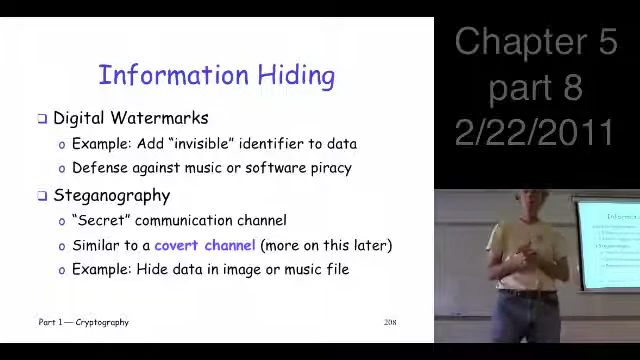 Information Hiding
❑ Digital Watermarks
o Example: Add “invisible” identifier to data
o Defense against music or software piracy
❑ Steganography
o “Secret” communication channel
o Similar to a covert channel (more on this later)
o Example: Hide data in image or music file
Part 1 — Cryptography 208
Chapter 5
part 8
2/22/2011